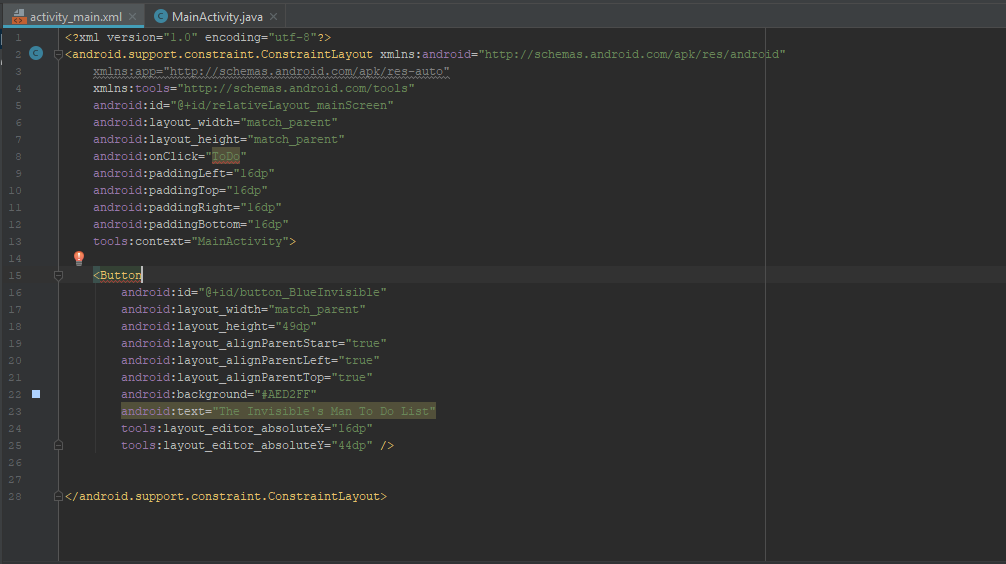 activity_main.xml MainActivity.java
1 <?xml version="1.0" encoding="utf-8"?>
2 <android.support.constraint.ConstraintLayout xmlns:android="http://schemas.android.com/apk/res/android"
3 xmlns:app="http://schemas.android.com/apk/res-auto"
4 xmlns:tools="http://schemas.android.com/tools"
5 android:id="@+id/relativeLayout_mainScreen"
6 android:layout_width="match_parent"
7 android:layout_height="match_parent"
8 android:onClick="ToDo"
9 android:paddingLeft="16dp"
10 android:paddingTop="16dp"
11 android:paddingRight="16dp"
12 android:paddingBottom="16dp"
13 tools:context="MainActivity">
14
15 <Button
16 android:id="@+id/button_BlueInvisible"
17 android:layout_width="match_parent"
18 android:layout_height="49dp"
19 android:layout_alignParentStart="true"
20 android:layout_alignParentLeft="true"
21 android:layout_alignParentTop="true"
22 android:background="#AED2FF"
23 android:text="The Invisible's Man To Do List"
24 tools:layout_editor_absoluteX="16dp"
25 tools:layout_editor_absoluteY="44dp" />
26
27
28 </android.support.constraint.ConstraintLayout>